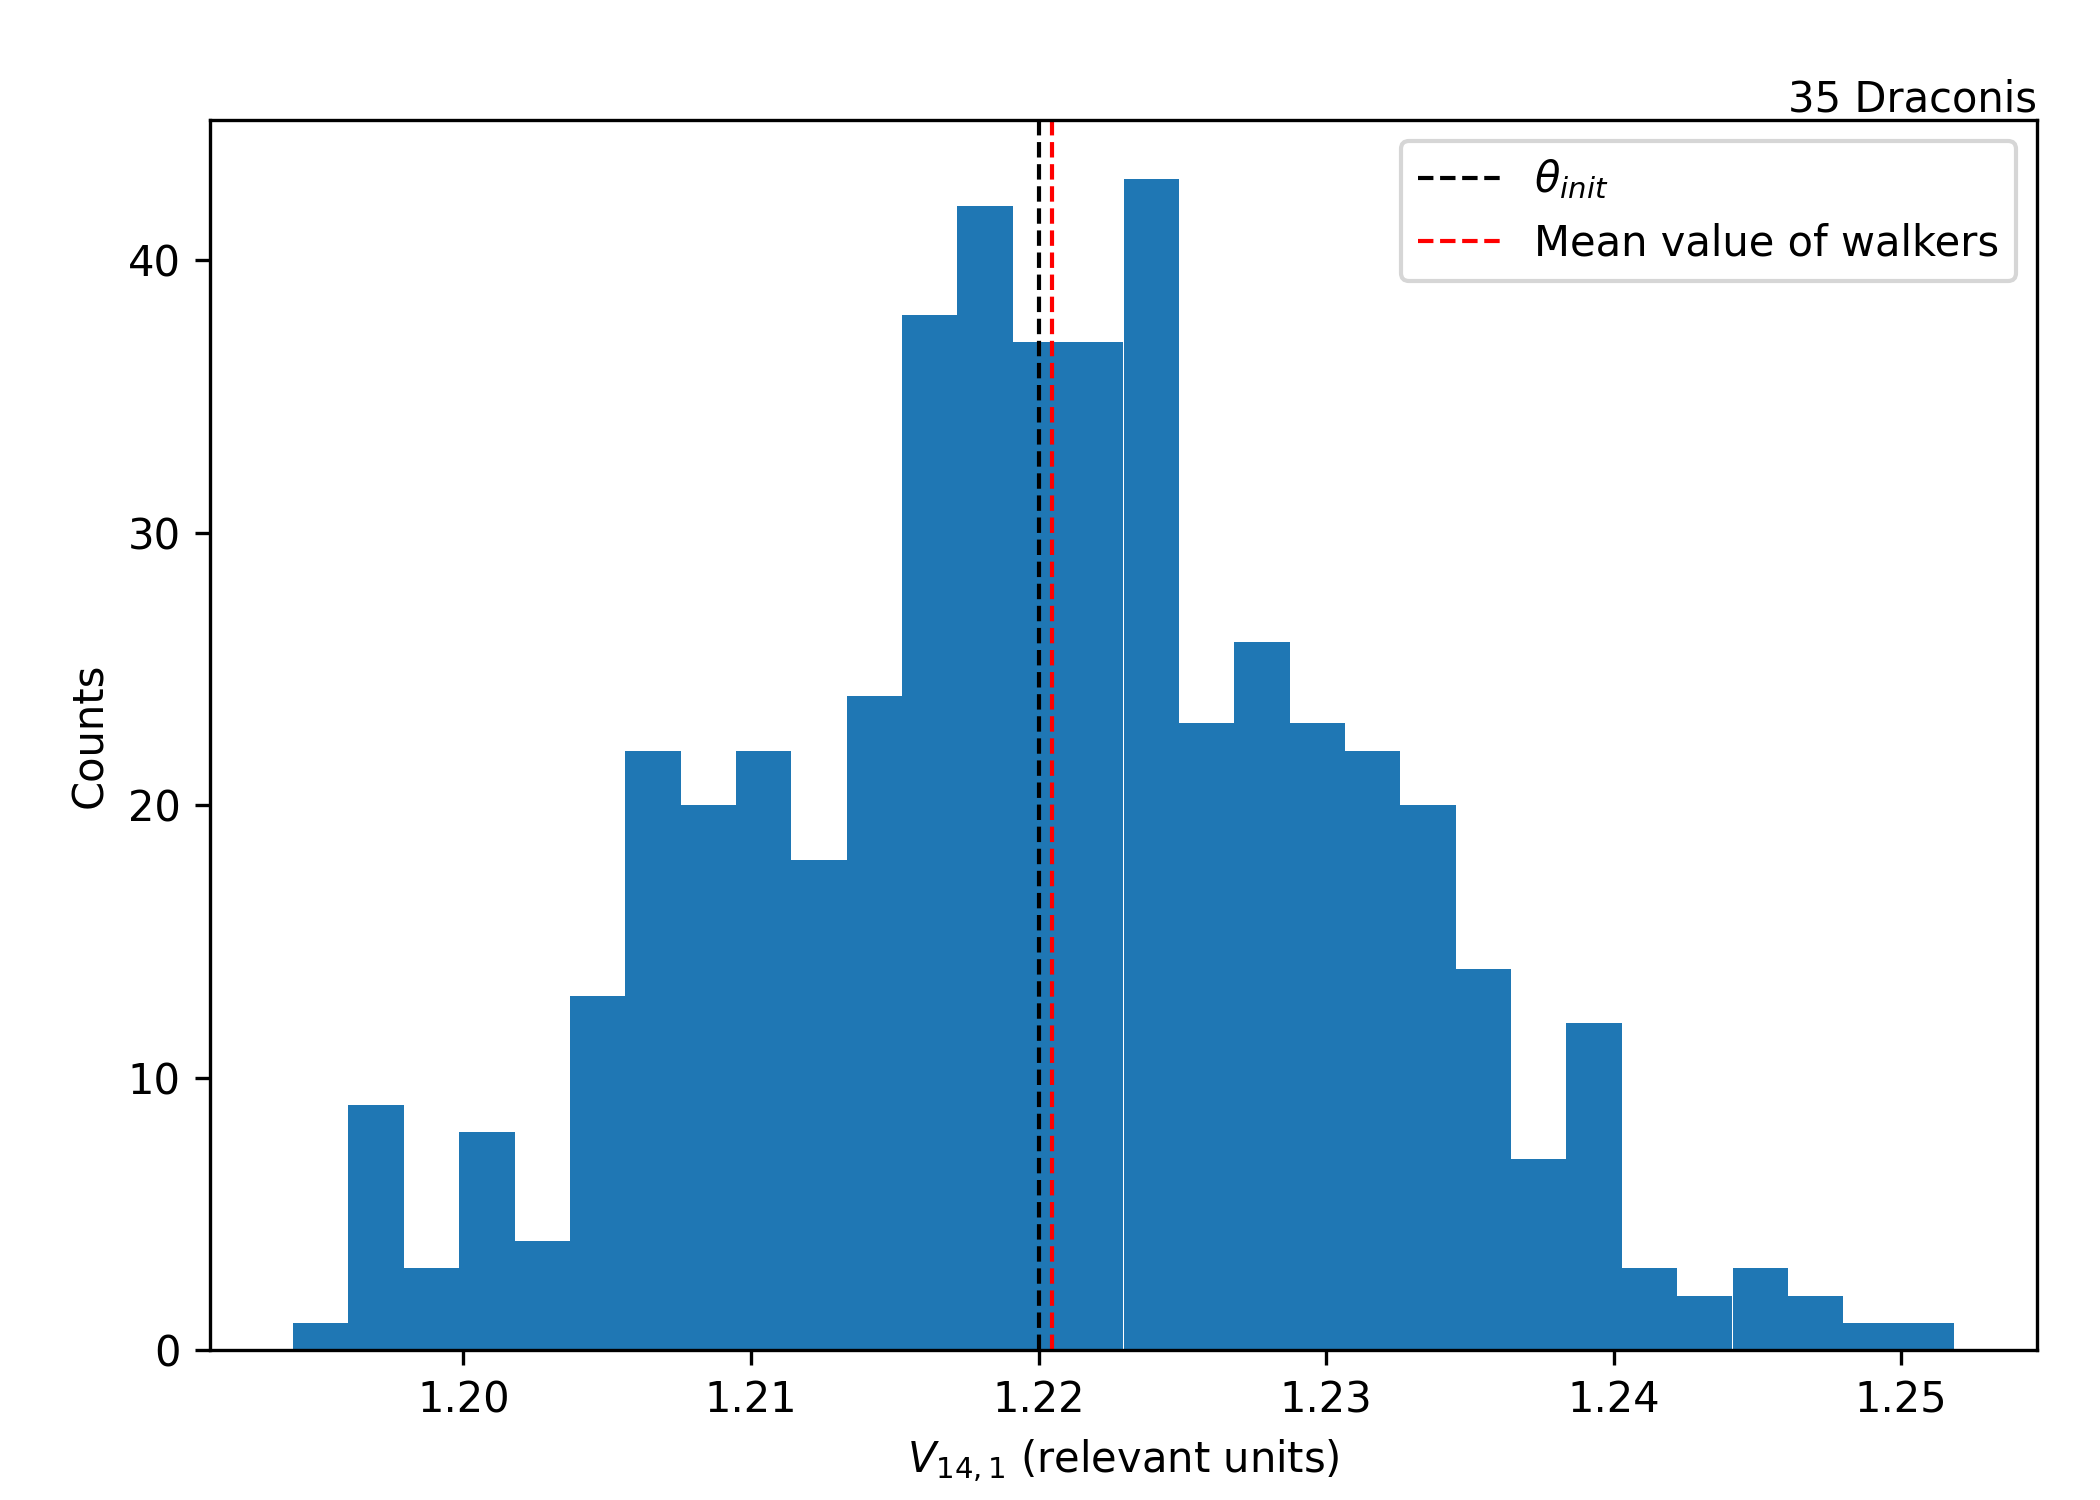 35 Draconis
θinit
Mean value of walkers
Counts
40
30
20
10
0
1.20 1.21 1.22 1.23 1.24 1.25
V14, 1 (relevant units)